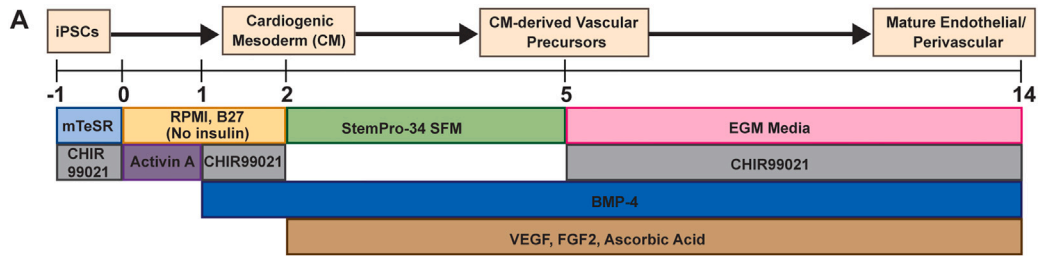 A
iPSCs
Cardiogenic
Mesoderm (CM)
CM-derived Vascular
Precursors
Mature Endothelial/
Perivascular
-1 0 1 2 5 14
mTeSR
RPMI, B27
(No insulin)
StemPro-34 SFM
EGM Media
CHIR
99021
Activin A
CHIR99021
CHIR99021
BMP-4
VEGF, FGF2, Ascorbic Acid